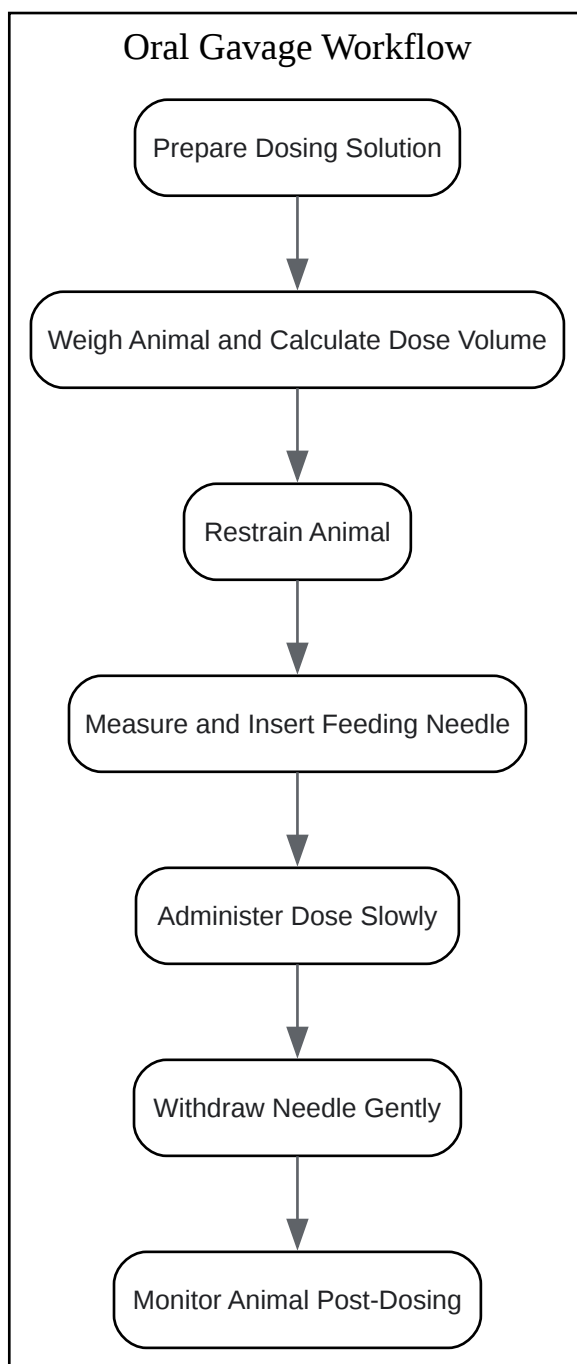 Oral Gavage Workflow
Prepare Dosing Solution
Weigh Animal and Calculate Dose Volume
Restrain Animal
Measure and Insert Feeding Needle
Administer Dose Slowly
Withdraw Needle Gently
Monitor Animal Post-Dosing